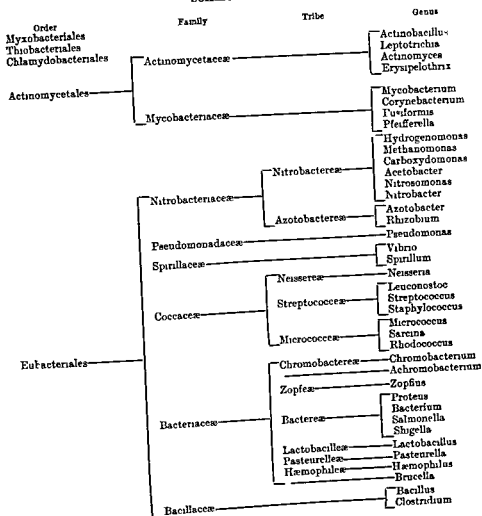 Order Family Tribe Genus
Myxobacteriales
Thiobacteriales
Chlamydobacteriales
Actinomycetales
Actinomycetaceæ
Actinobacillus
Leptotrichia
Actinomyces
Erysipelothrix
Mycobacteriaceæ
Mycobacterium
Corynebacterium
Fusiformis
Pfeifferella
Eubacteriales
Nitrobacteriaceæ
Nitrobactereæ
Hydrogenomonas
Methanomonas
Carboxydomonas
Acetobacter
Nitrosomonas
Nitrobacter
Azotobactereæ
Azotobacter
Rhizobium
Pseudomonadaceæ
Pseudomonas
Spirillaceæ
Vibrio
Spirillum
Coccaceæ
Neissereæ
Neisseria
Streptococceæ
Leuconostoc
Streptococcus
Staphylococcus
Micrococceæ
Micrococcus
Sarcina
Rhodococcus
Bacteriaceæ
Chromobactereæ
Chromobacterium
Achromobacterium
Zopfeæ
Zopfius
Bactereæ
Proteus
Bacterium
Salmonella
Shigella
Lactobacilleæ
Lactobacillus
Pasteurelleæ
Pasteurella
Hæmophileæ
Hæmophilus
Brucella
Bacillaceæ
Bacillus
Clostridium